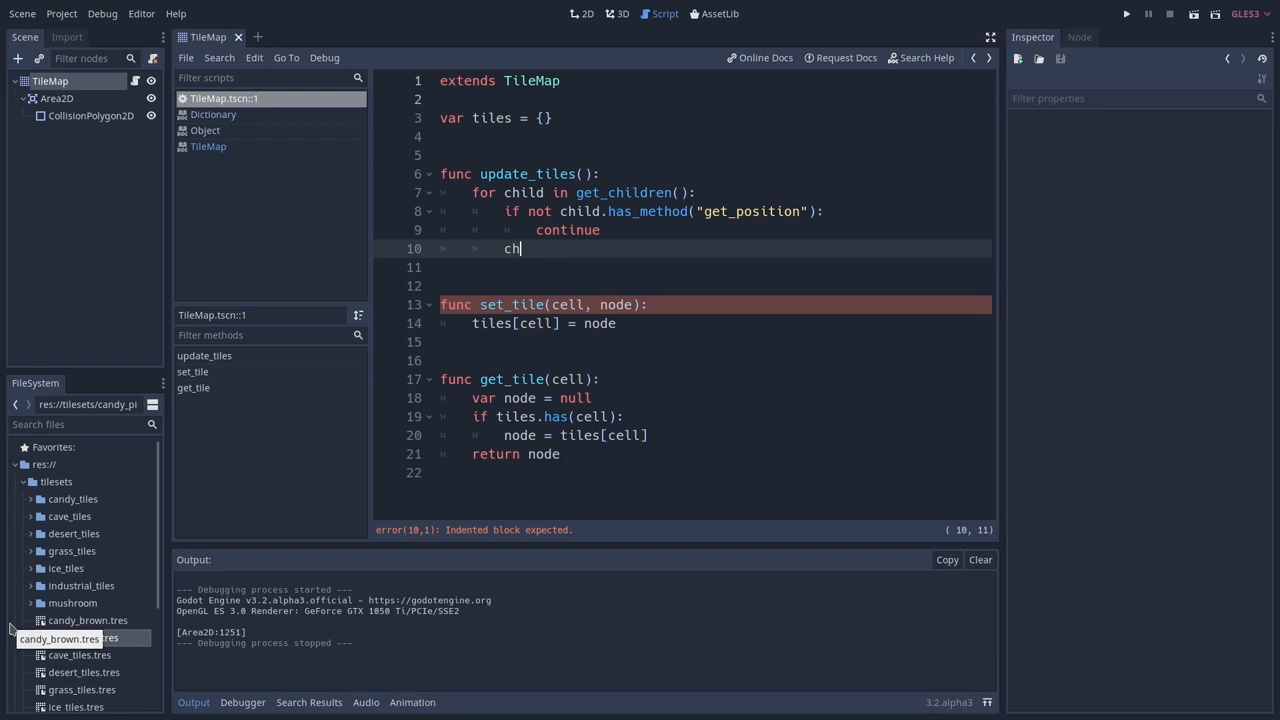 Scene Project Debug Editor Help
2D 3D Script AssetLib
GLES3
Scene Import
Filter nodes
TileMap
Area2D
CollisionPolygon2D
TileMap
File Search Edit Go To Debug
Online Docs Request Docs Search Help
Filter scripts
TileMap.tscn::1
Dictionary
Object
TileMap
TileMap.tscn::1
Filter methods
update_tiles
set_tile
get_tile
1 extends TileMap
2
3 var tiles = {}
4
5
6 func update_tiles():
7 for child in get_children():
8 if not child.has_method("get_position"):
9 continue
10 ch
11
12
13 func set_tile(cell, node):
14 tiles[cell] = node
15
16
17 func get_tile(cell):
18 var node = null
19 if tiles.has(cell):
20 node = tiles[cell]
21 return node
22
error(10,1): Indented block expected.
( 10, 11)
Inspector Node
Filter properties
FileSystem
res://tilesets/candy_pi
Search files
Favorites:
res://
tilesets
candy_tiles
cave_tiles
desert_tiles
grass_tiles
ice_tiles
industrial_tiles
mushroom
candy_brown.tres
candy_brown.tres
.tres
cave_tiles.tres
desert_tiles.tres
grass_tiles.tres
ice_tiles.tres
Output:
Copy Clear
--- Debugging process started ---
Godot Engine v3.2.alpha3.official - https://godotengine.org
OpenGL ES 3.0 Renderer: GeForce GTX 1050 Ti/PCIe/SSE2
[Area2D:1251]
--- Debugging process stopped ---
Output Debugger Search Results Audio Animation
3.2.alpha3